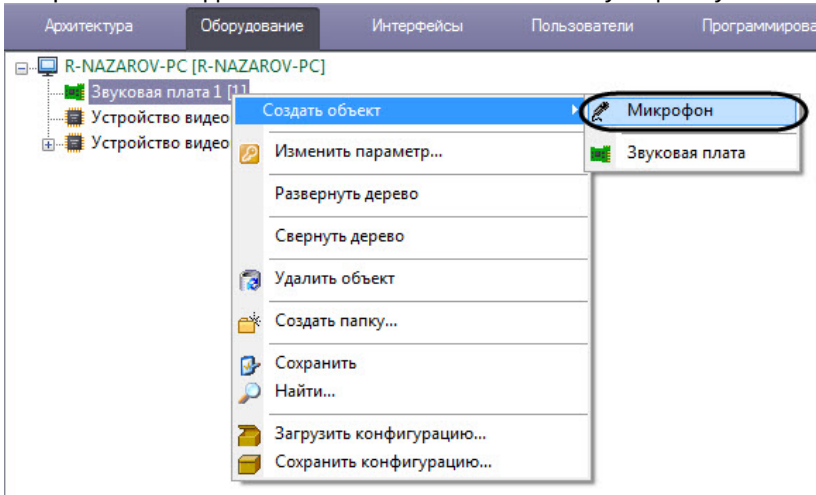 Архитектура Оборудование Интерфейсы Пользователи Программирова
R-NAZAROV-PC [R-NAZAROV-PC]
Звуковая плата 1 [1]
Устройство видео
Устройство видео
Создать объект
Изменить параметр...
Развернуть дерево
Свернуть дерево
Удалить объект
Создать папку...
Сохранить
Найти...
Загрузить конфигурацию...
Сохранить конфигурацию...
Микрофон
Звуковая плата